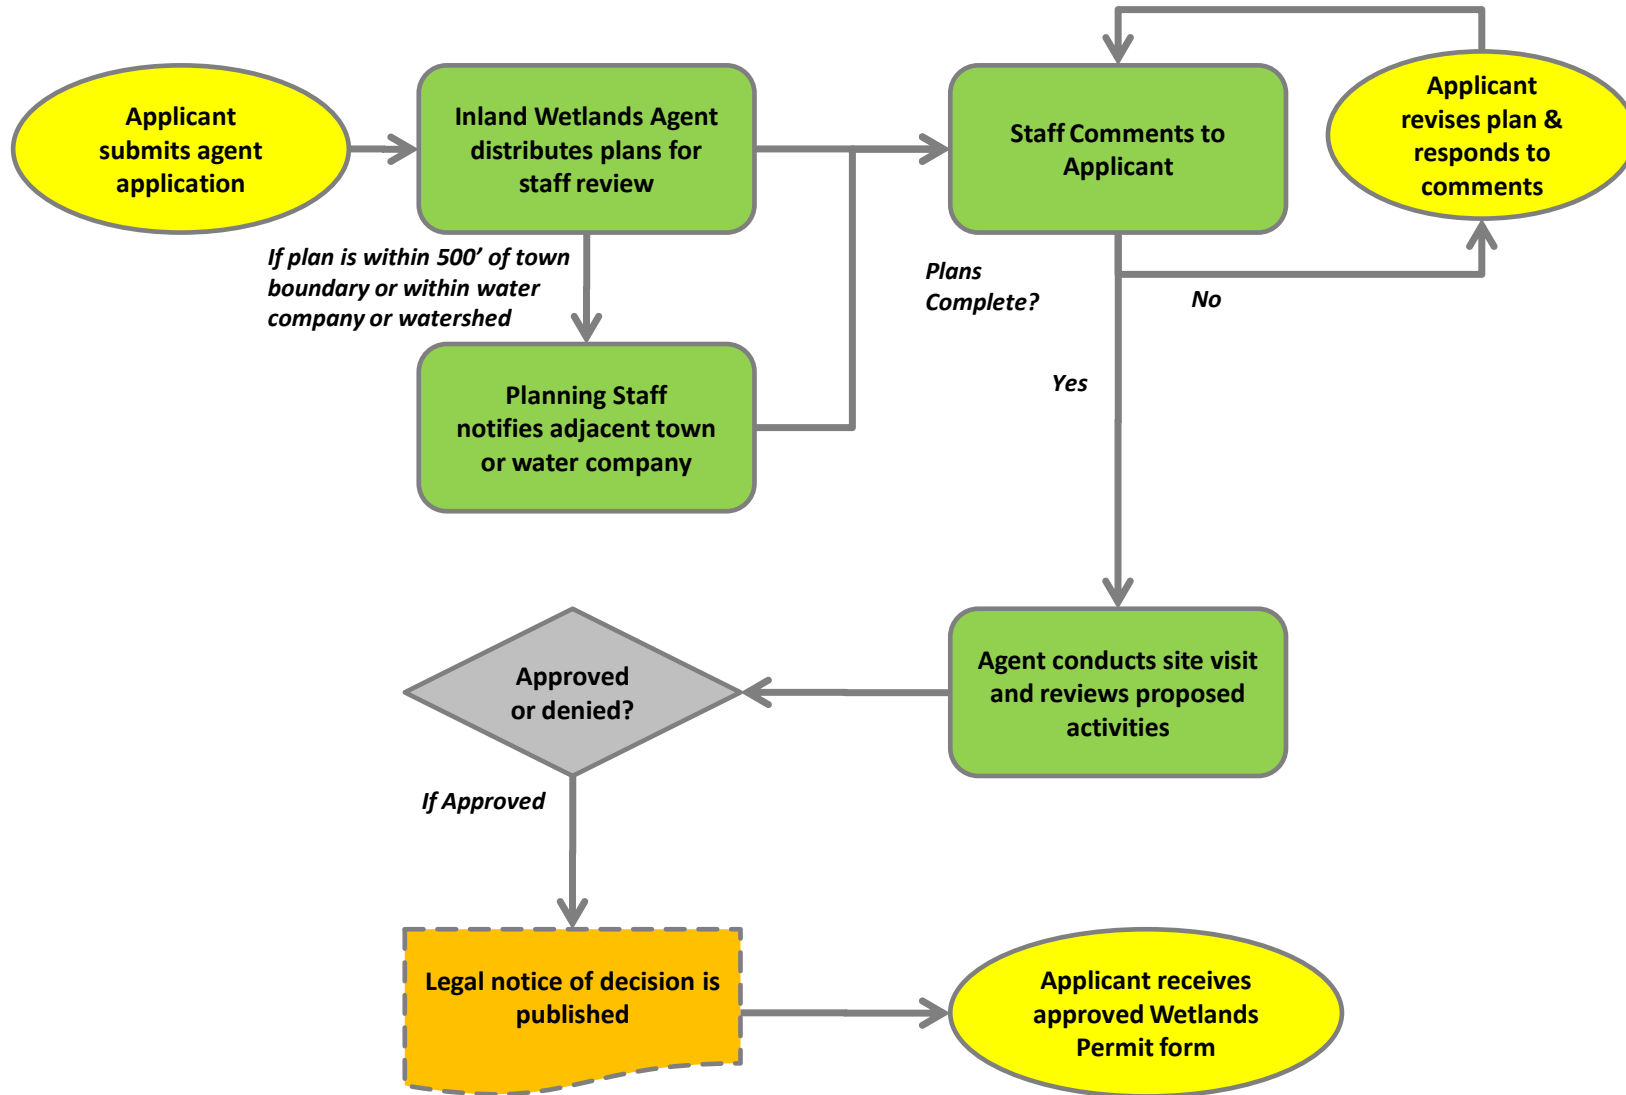 Applicant
submits agent
application
Inland Wetlands Agent
distributes plans for
staff review
Staff Comments to
Applicant
Applicant
revises plan &
responds to
comments
If plan is within 500’ of town
boundary or within water
company or watershed
Plans
Complete?
No
Yes
Planning Staff
notifies adjacent town
or water company
Agent conducts site visit
and reviews proposed
activities
Approved
or denied?
If Approved
Legal notice of decision is
published
Applicant receives
approved Wetlands
Permit form